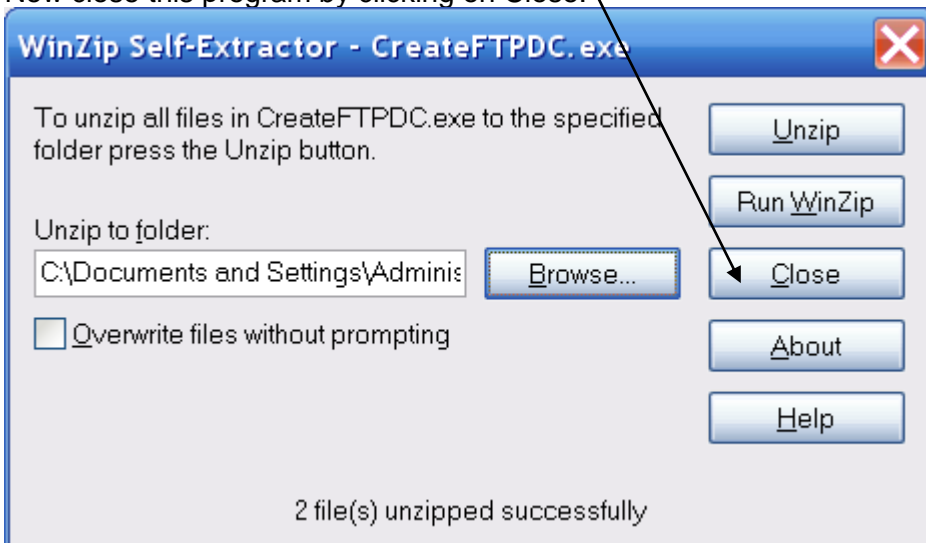 Now close this program by clicking on Close.
WinZip Self-Extractor - CreateFTPDC.exe
To unzip all files in CreateFTPDC.exe to the specified
folder press the Unzip button.
Unzip
Run WinZip
Unzip to folder:
C:\Documents and Settings\Adminis
Browse...
Close
Overwrite files without prompting
About
Help
2 file(s) unzipped successfully